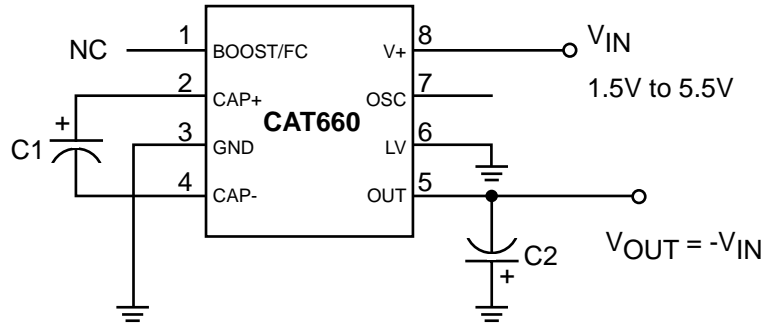 NC 1 BOOST/FC V+ 8 VIN
1.5V to 5.5V
2 CAP+ OSC 7
CAT660
+
C1
3 GND LV 6
4 CAP- OUT 5
VOUT = -VIN
C2
+